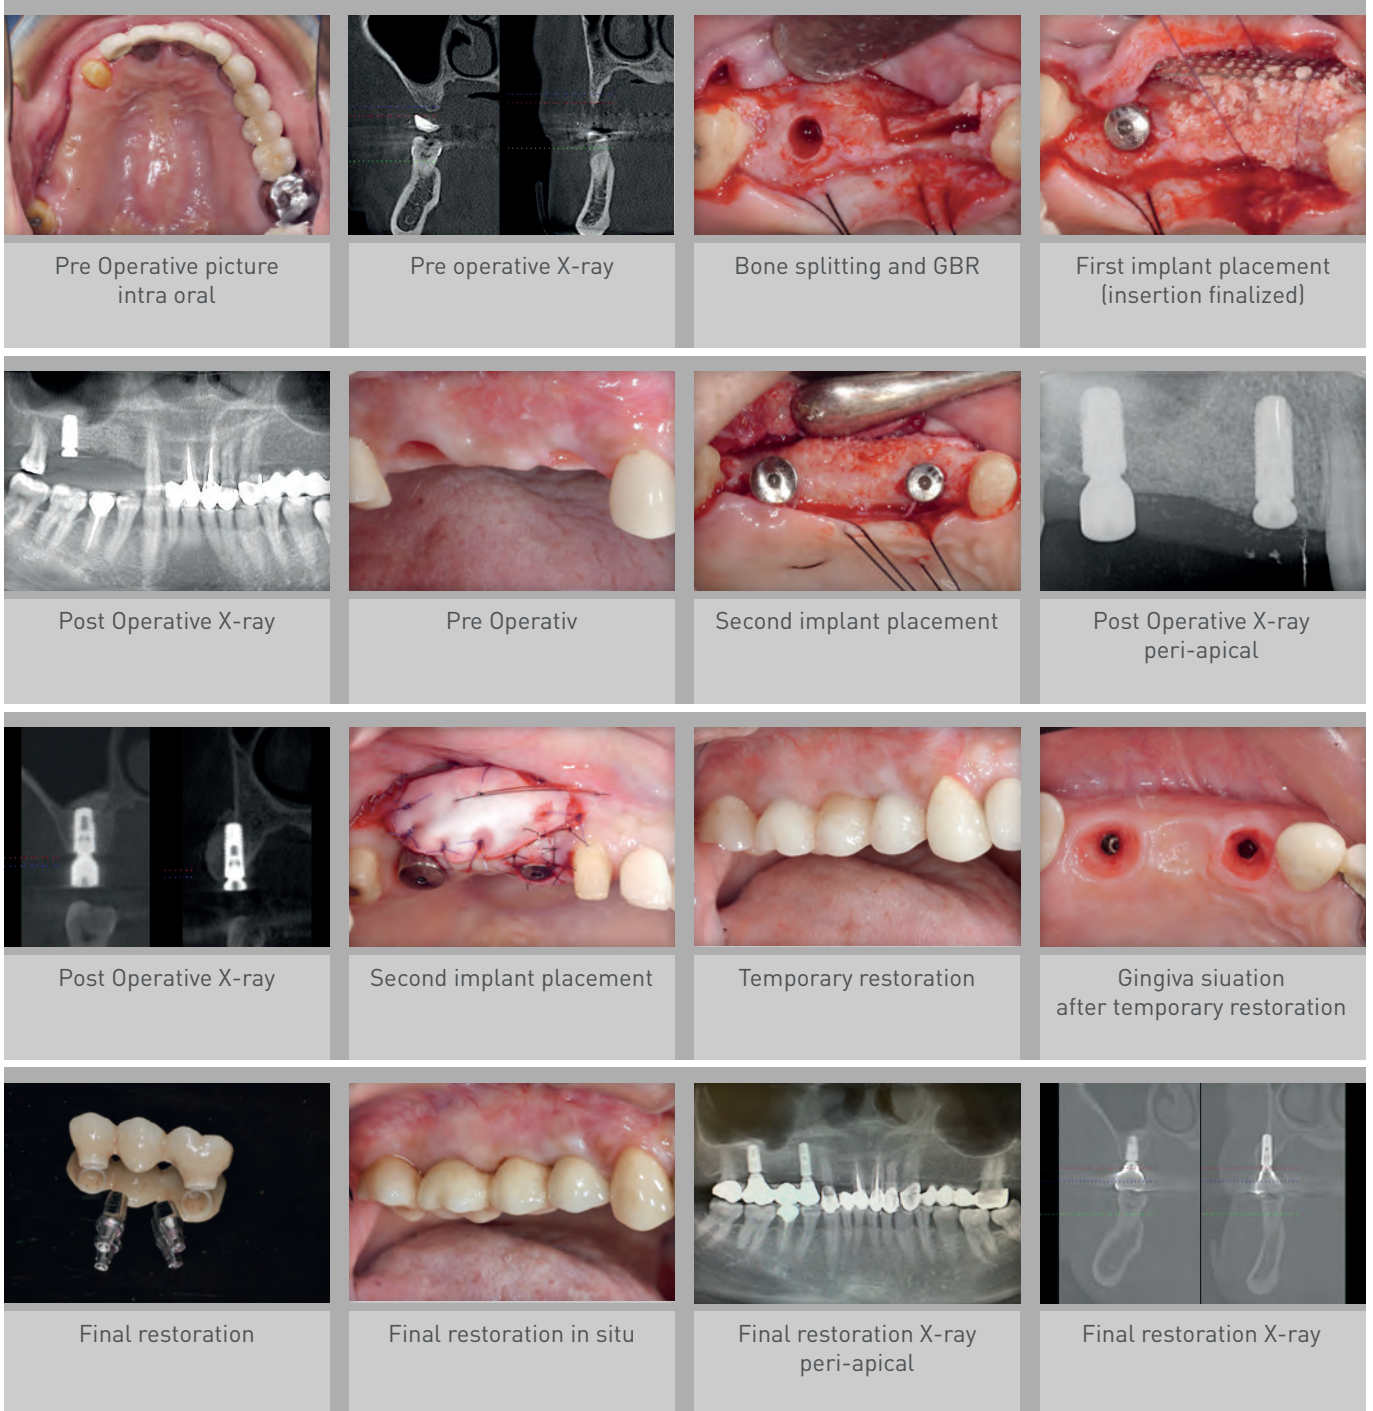 Pre Operative picture
intra oral
Pre operative X-ray
Bone splitting and GBR
First implant placement
(insertion finalized)
Post Operative X-ray
Pre Operativ
Second implant placement
Post Operative X-ray
peri-apical
Post Operative X-ray
Second implant placement
Temporary restoration
Gingiva siuation
after temporary restoration
Final restoration
Final restoration in situ
Final restoration X-ray
peri-apical
Final restoration X-ray